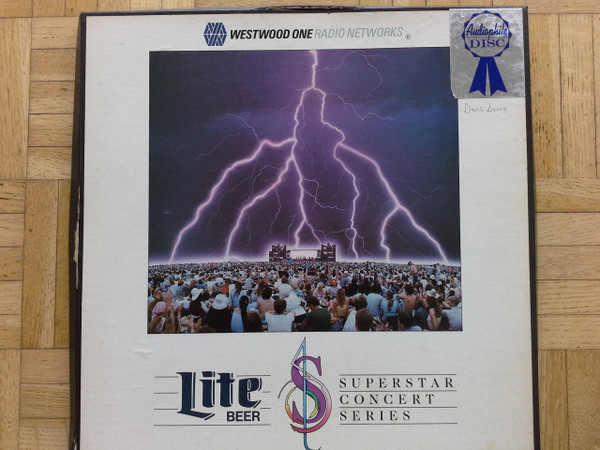 WESTWOOD ONE RADIO NETWORKS ®
Audiophile
DISC
Lite
BEER
SUPERSTAR
CONCERT
SERIES